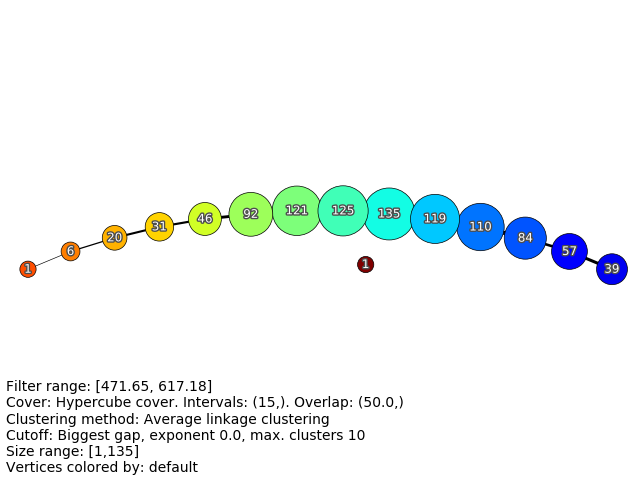 1 6 20 31 46 92 121 125 135 119 110 84 57 39
1
Filter range: [471.65, 617.18]
Cover: Hypercube cover. Intervals: (15,). Overlap: (50.0,)
Clustering method: Average linkage clustering
Cutoff: Biggest gap, exponent 0.0, max. clusters 10
Size range: [1,135]
Vertices colored by: default